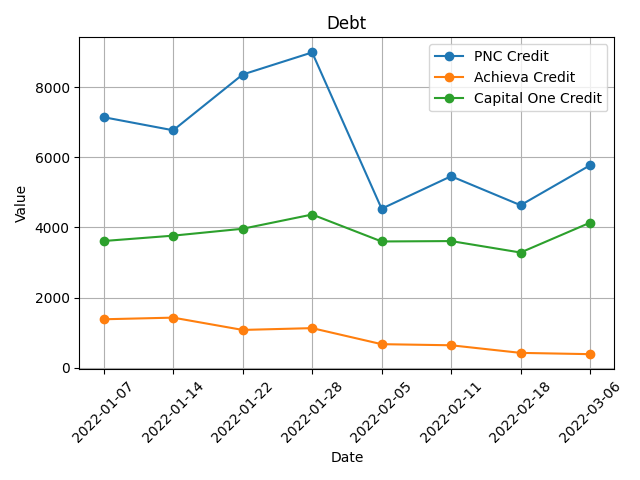 Debt
PNC Credit
Achieva Credit
Capital One Credit
Value
8000
6000
4000
2000
0
2022-01-07
2022-01-14
2022-01-22
2022-01-28
2022-02-05
2022-02-11
2022-02-18
2022-03-06
Date